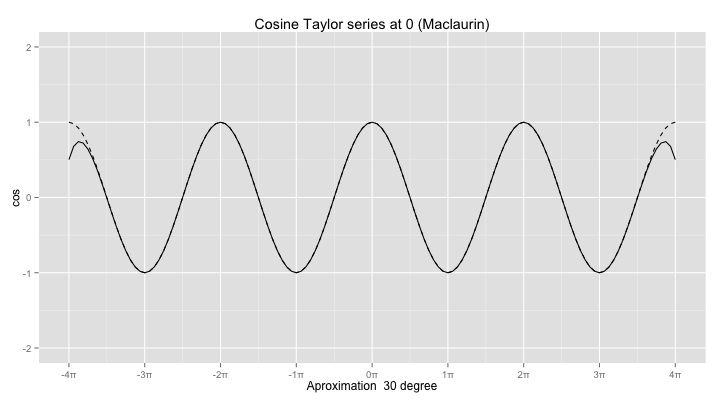 Cosine Taylor series at 0 (Maclaurin)
2
1
0
-1
-2
cos
-4π
-3π
-2π
-1π
0π
1π
2π
3π
4π
Aproximation  30 degree